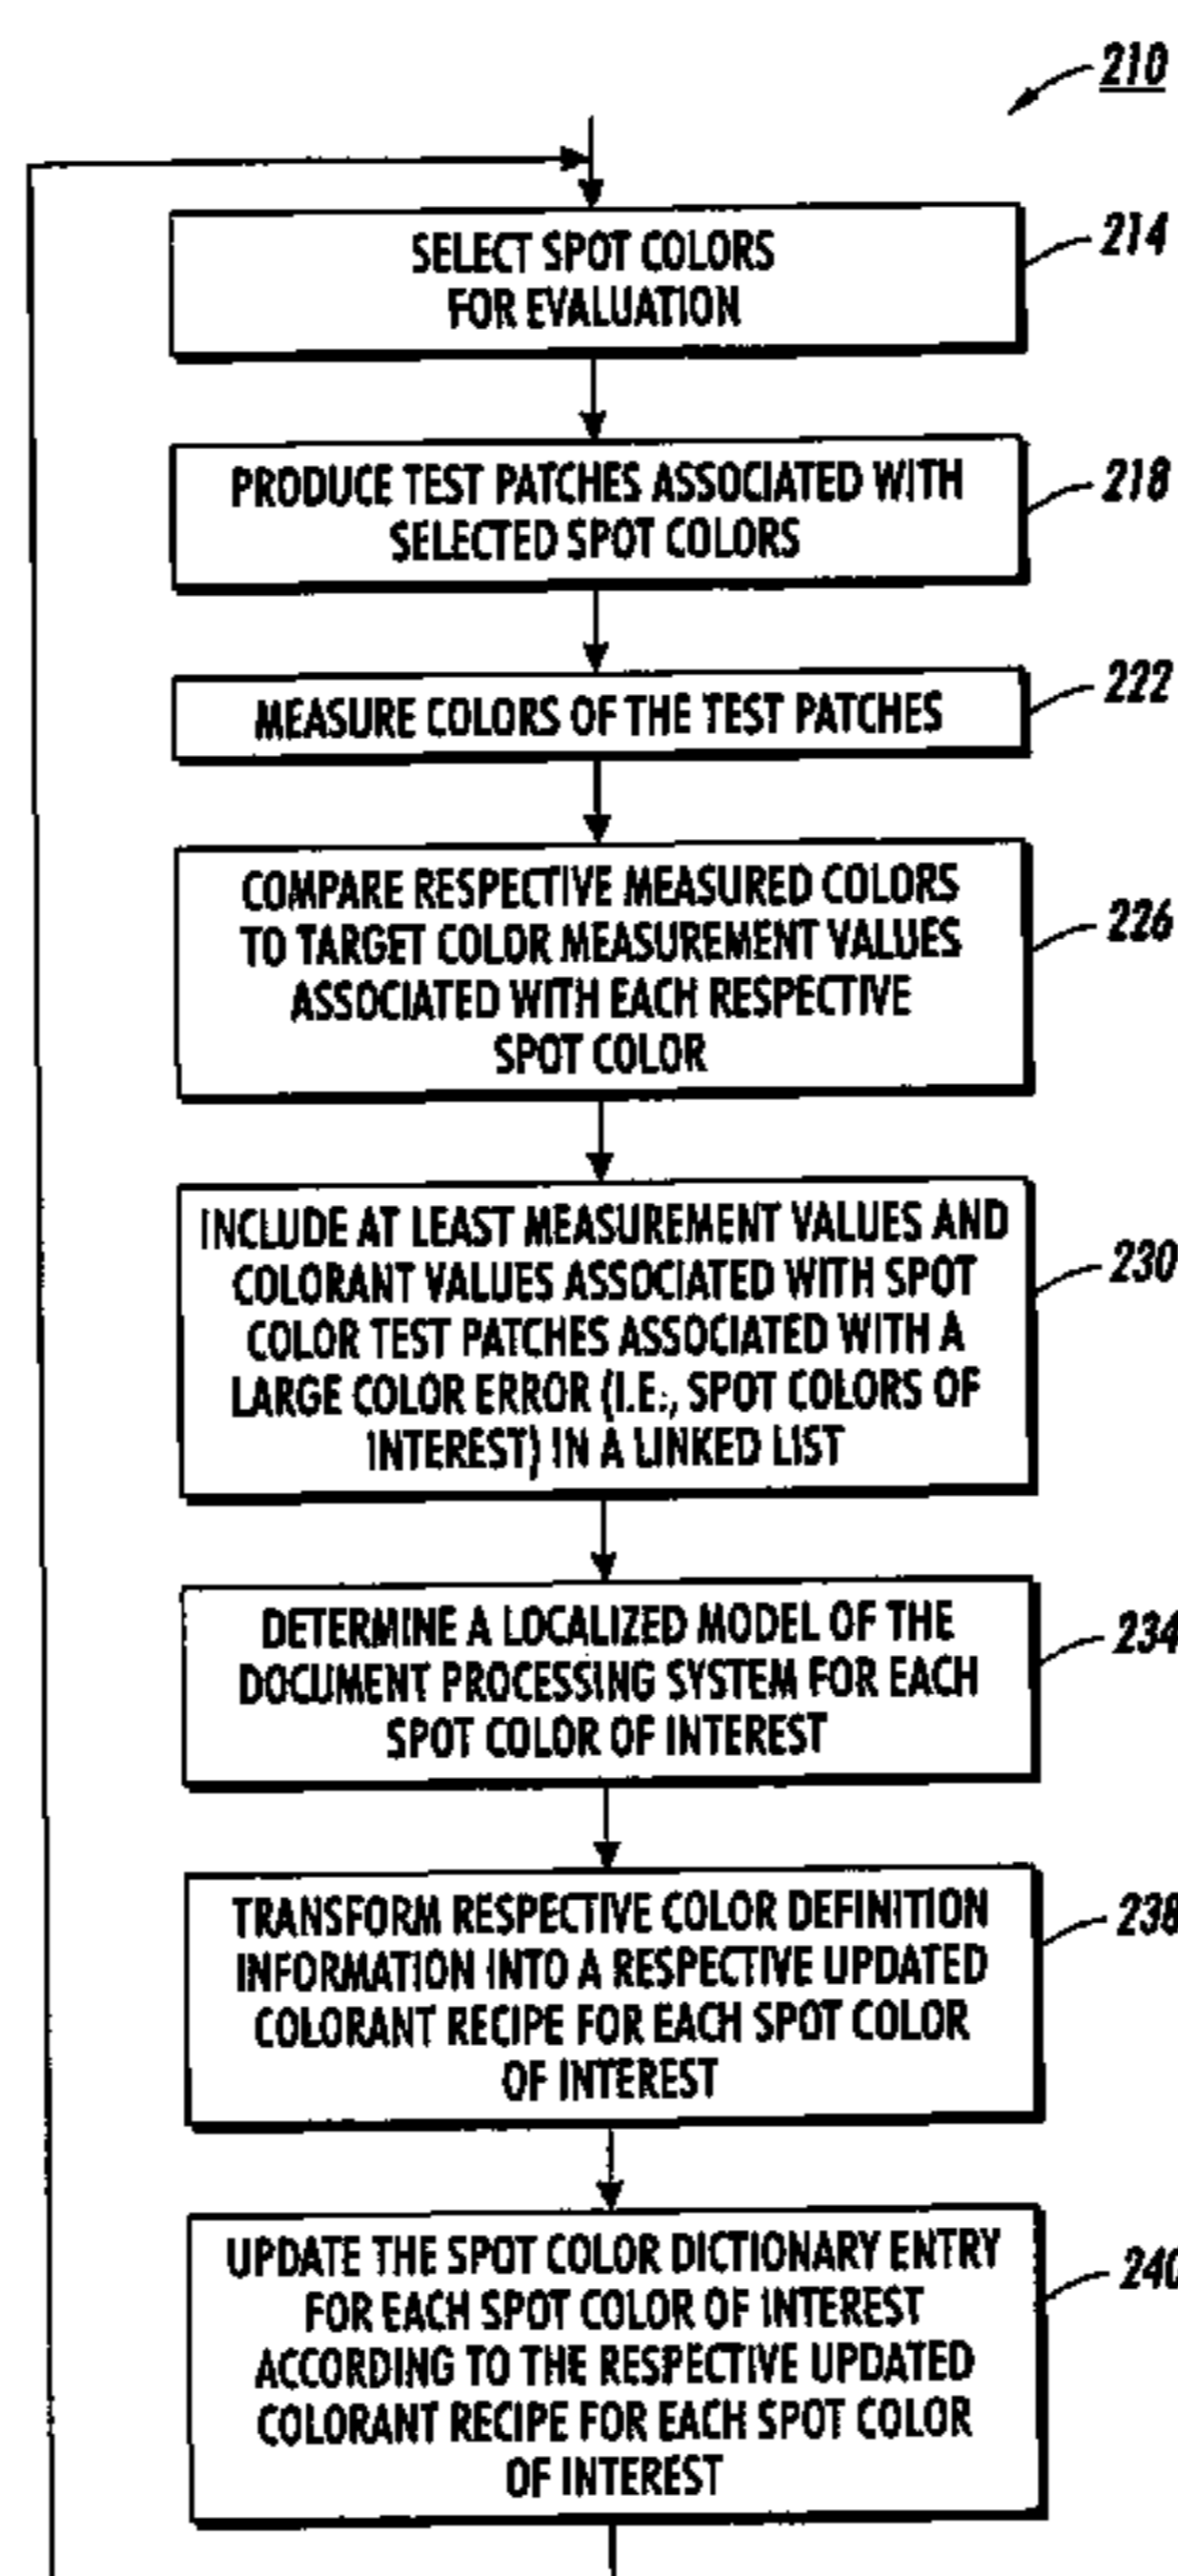 210
SELECT SPOT COLORS
FOR EVALUATION
214
PRODUCE TEST PATCHES ASSOCIATED WITH
SELECTED SPOT COLORS
218
MEASURE COLORS OF THE TEST PATCHES
222
COMPARE RESPECTIVE MEASURED COLORS
TO TARGET COLOR MEASUREMENT VALUES
ASSOCIATED WITH EACH RESPECTIVE
SPOT COLOR
226
INCLUDE AT LEAST MEASUREMENT VALUES AND
COLORANT VALUES ASSOCIATED WITH SPOT
COLOR TEST PATCHES ASSOCIATED WITH A
LARGE COLOR ERROR (I.E., SPOT COLORS OF
INTEREST) IN A LINKED LIST
230
DETERMINE A LOCALIZED MODEL OF THE
DOCUMENT PROCESSING SYSTEM FOR EACH
SPOT COLOR OF INTEREST
234
TRANSFORM RESPECTIVE COLOR DEFINITION
INFORMATION INTO A RESPECTIVE UPDATED
COLORANT RECIPE FOR EACH SPOT COLOR
OF INTEREST
238
UPDATE THE SPOT COLOR DICTIONARY ENTRY
FOR EACH SPOT COLOR OF INTEREST
ACCORDING TO THE RESPECTIVE UPDATED
COLORANT RECIPE FOR EACH SPOT COLOR
OF INTEREST
240